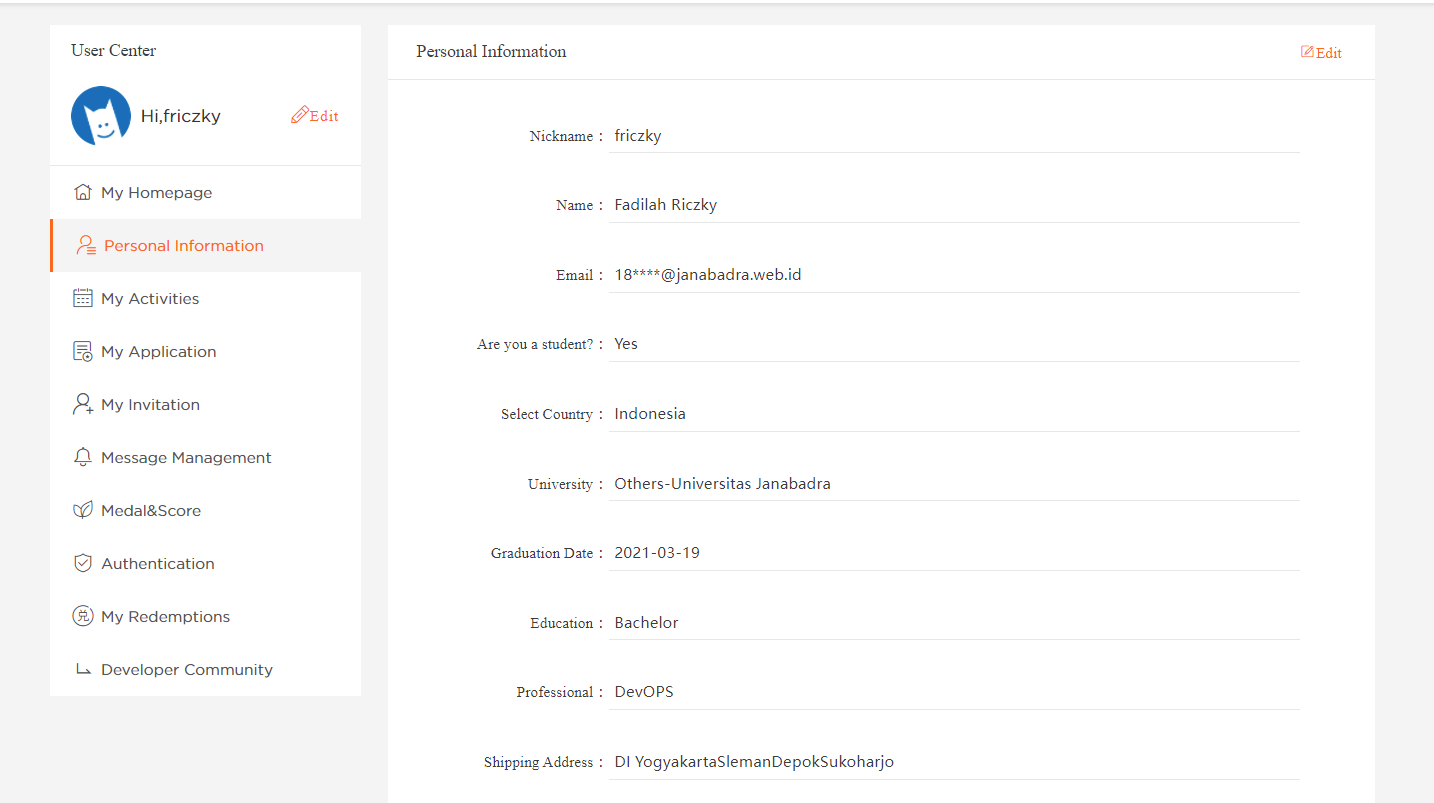 User Center
Hi,friczky
Edit
My Homepage
Personal Information
My Activities
My Application
My Invitation
Message Management
Medal&Score
Authentication
My Redemptions
Developer Community
Personal Information
Edit
Nickname： friczky
Name： Fadilah Riczky
Email： 18****@janabadra.web.id
Are you a student?： Yes
Select Country： Indonesia
University： Others-Universitas Janabadra
Graduation Date： 2021-03-19
Education： Bachelor
Professional： DevOPS
Shipping Address： DI YogyakartaSlemanDepokSukoharjo